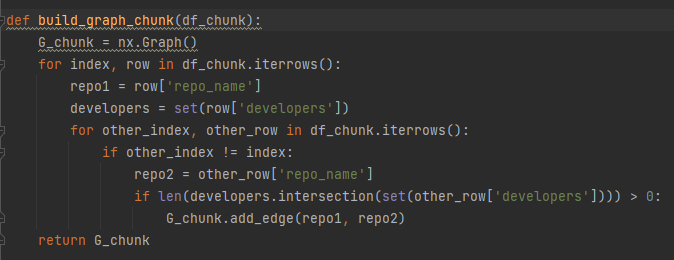 def build_graph_chunk(df_chunk):
    G_chunk = nx.Graph()
    for index, row in df_chunk.iterrows():
        repo1 = row['repo_name']
        developers = set(row['developers'])
        for other_index, other_row in df_chunk.iterrows():
            if other_index != index:
                repo2 = other_row['repo_name']
                if len(developers.intersection(set(other_row['developers']))) > 0:
                    G_chunk.add_edge(repo1, repo2)
    return G_chunk